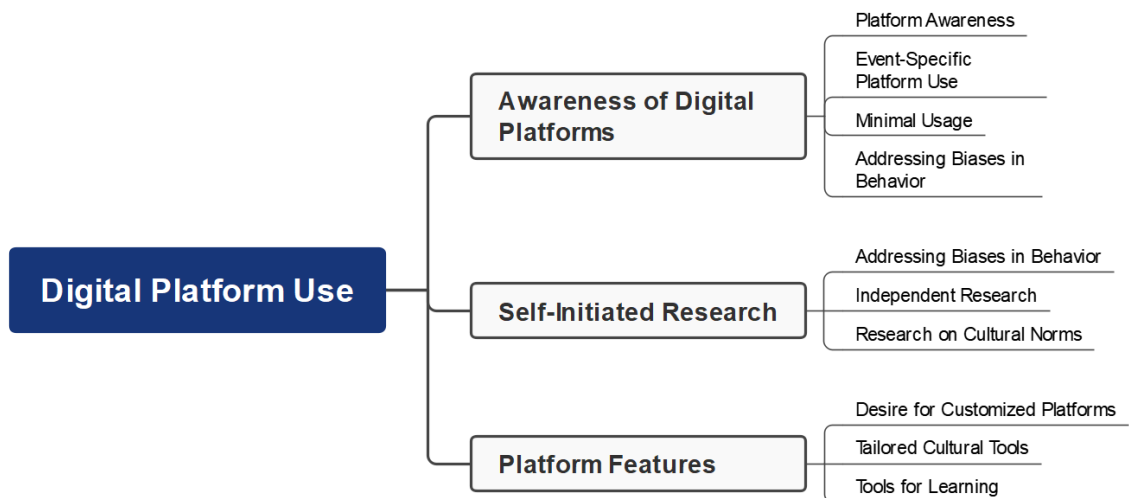 Digital Platform Use
Awareness of Digital
Platforms
Platform Awareness
Event-Specific
Platform Use
Minimal Usage
Addressing Biases in
Behavior
Self-Initiated Research
Addressing Biases in Behavior
Independent Research
Research on Cultural Norms
Platform Features
Desire for Customized Platforms
Tailored Cultural Tools
Tools for Learning